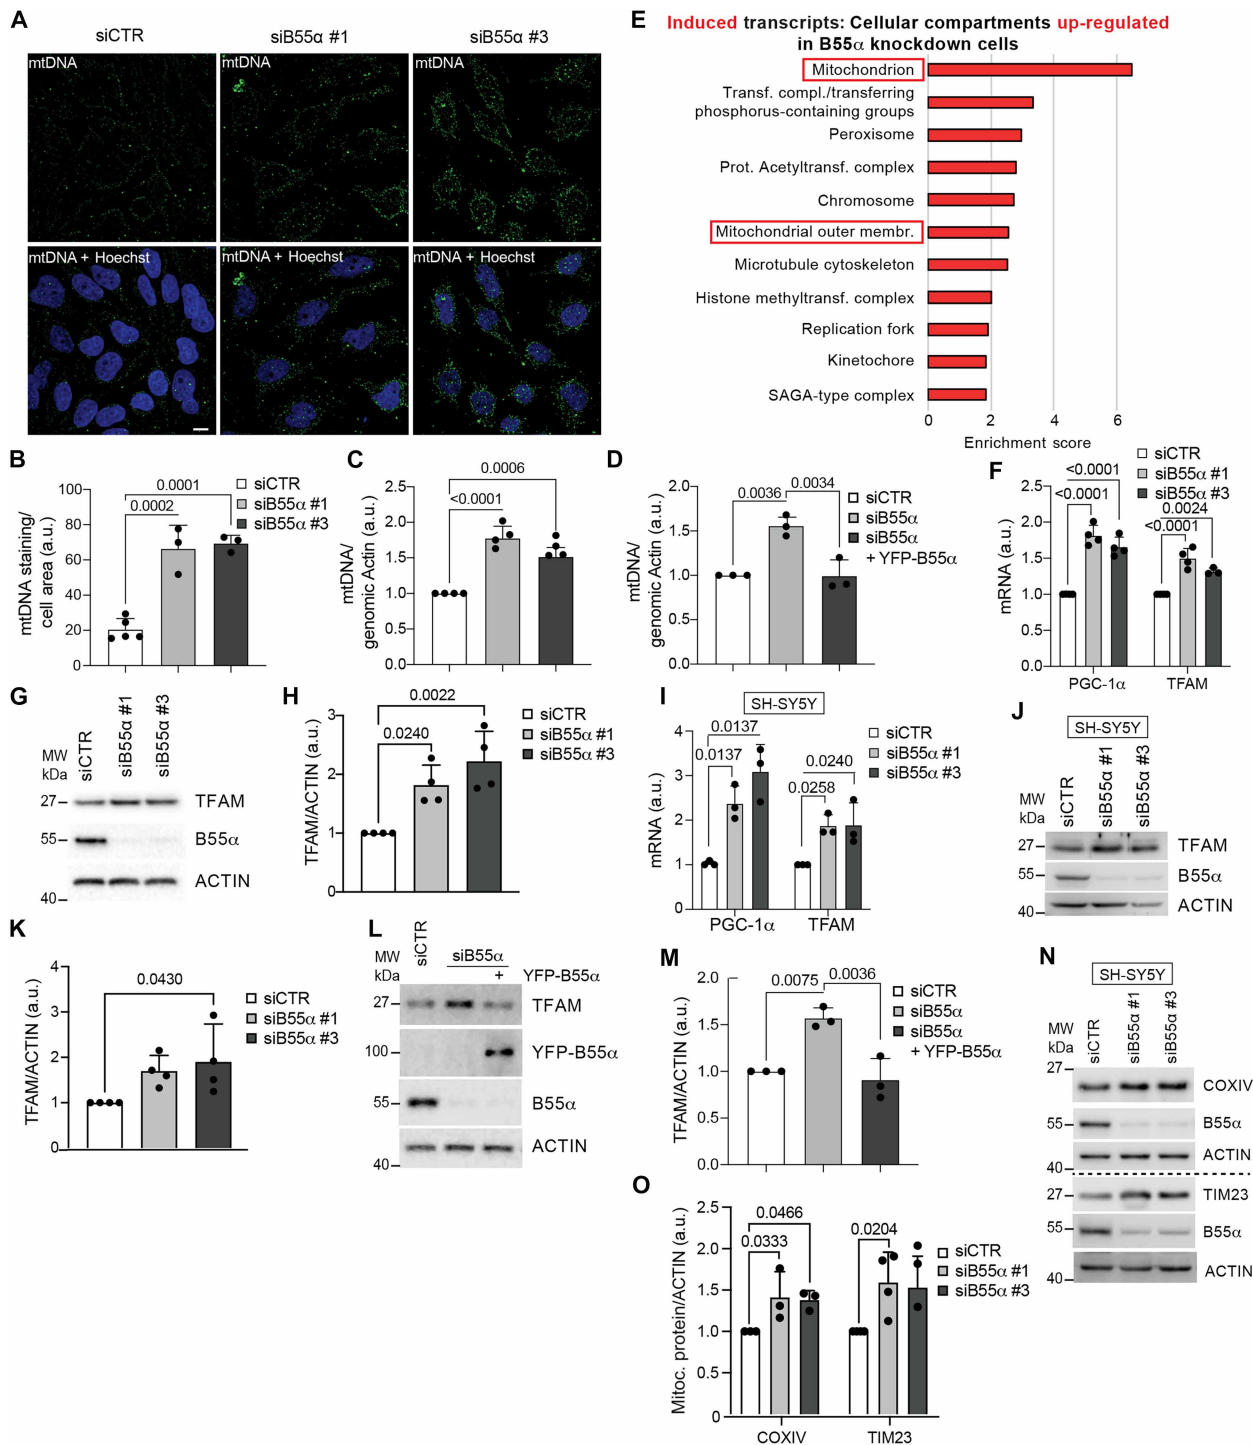 A
siCTR
siB55α #1
siB55α #3
mtDNA
mtDNA
mtDNA
mtDNA + Hoechst
mtDNA + Hoechst
mtDNA + Hoechst
E
Induced transcripts: Cellular compartments up-regulated
in B55α knockdown cells
Mitochondrion
Transf. compl./transferring
phosphorus-containing groups
Peroxisome
Prot. Acetyltransf. complex
Chromosome
Mitochondrial outer membr.
Microtubule cytoskeleton
Histone methyltransf. complex
Replication fork
Kinetochore
SAGA-type complex
0 2 4 6
Enrichment score
B
mtDNA staining/
cell area (a.u.)
100
80
60
40
20
0
0.0001
0.0002
siCTR
siB55α #1
siB55α #3
C
mtDNA/
genomic Actin (a.u.)
2.5
2.0
1.5
1.0
0.5
0.0
0.0006
<0.0001
D
mtDNA/
genomic Actin (a.u.)
2.0
1.5
1.0
0.5
0.0
0.0036
0.0034
siCTR
siB55α
siB55α
+ YFP-B55α
F
mRNA (a.u.)
2.5
2.0
1.5
1.0
0.5
0.0
<0.0001
<0.0001
0.0024
<0.0001
siCTR
siB55α #1
siB55α #3
PGC-1α
TFAM
G
MW
kDa
siCTR
siB55α #1
siB55α #3
27
TFAM
55
B55α
ACTIN
40
H
TFAM/ACTIN (a.u.)
3
2
1
0
0.0022
0.0240
siCTR
siB55α #1
siB55α #3
I
SH-SY5Y
mRNA (a.u.)
4
3
2
1
0
0.0137
0.0137
0.0240
0.0258
siCTR
siB55α #1
siB55α #3
PGC-1α
TFAM
J
SH-SY5Y
MW
kDa
siCTR
siB55α #1
siB55α #3
27
TFAM
55
B55α
40
ACTIN
K
TFAM/ACTIN (a.u.)
4
3
2
1
0
0.0430
siCTR
siB55α #1
siB55α #3
L
MW
kDa
siCTR
siB55α
+
YFP-B55α
27
TFAM
100
YFP-B55α
55
B55α
ACTIN
40
M
TFAM/ACTIN (a.u.)
2.0
1.5
1.0
0.5
0.0
0.0075
0.0036
siCTR
siB55α
siB55α
+ YFP-B55α
N
SH-SY5Y
MW
kDa
siCTR
siB55α #1
siB55α #3
27
COXIV
55
B55α
ACTIN
40
27
TIM23
55
B55α
ACTIN
40
O
Mitoc. protein/ACTIN (a.u.)
2.5
2.0
1.5
1.0
0.5
0
0.0466
0.0333
0.0204
siCTR
siB55α #1
siB55α #3
COXIV
TIM23